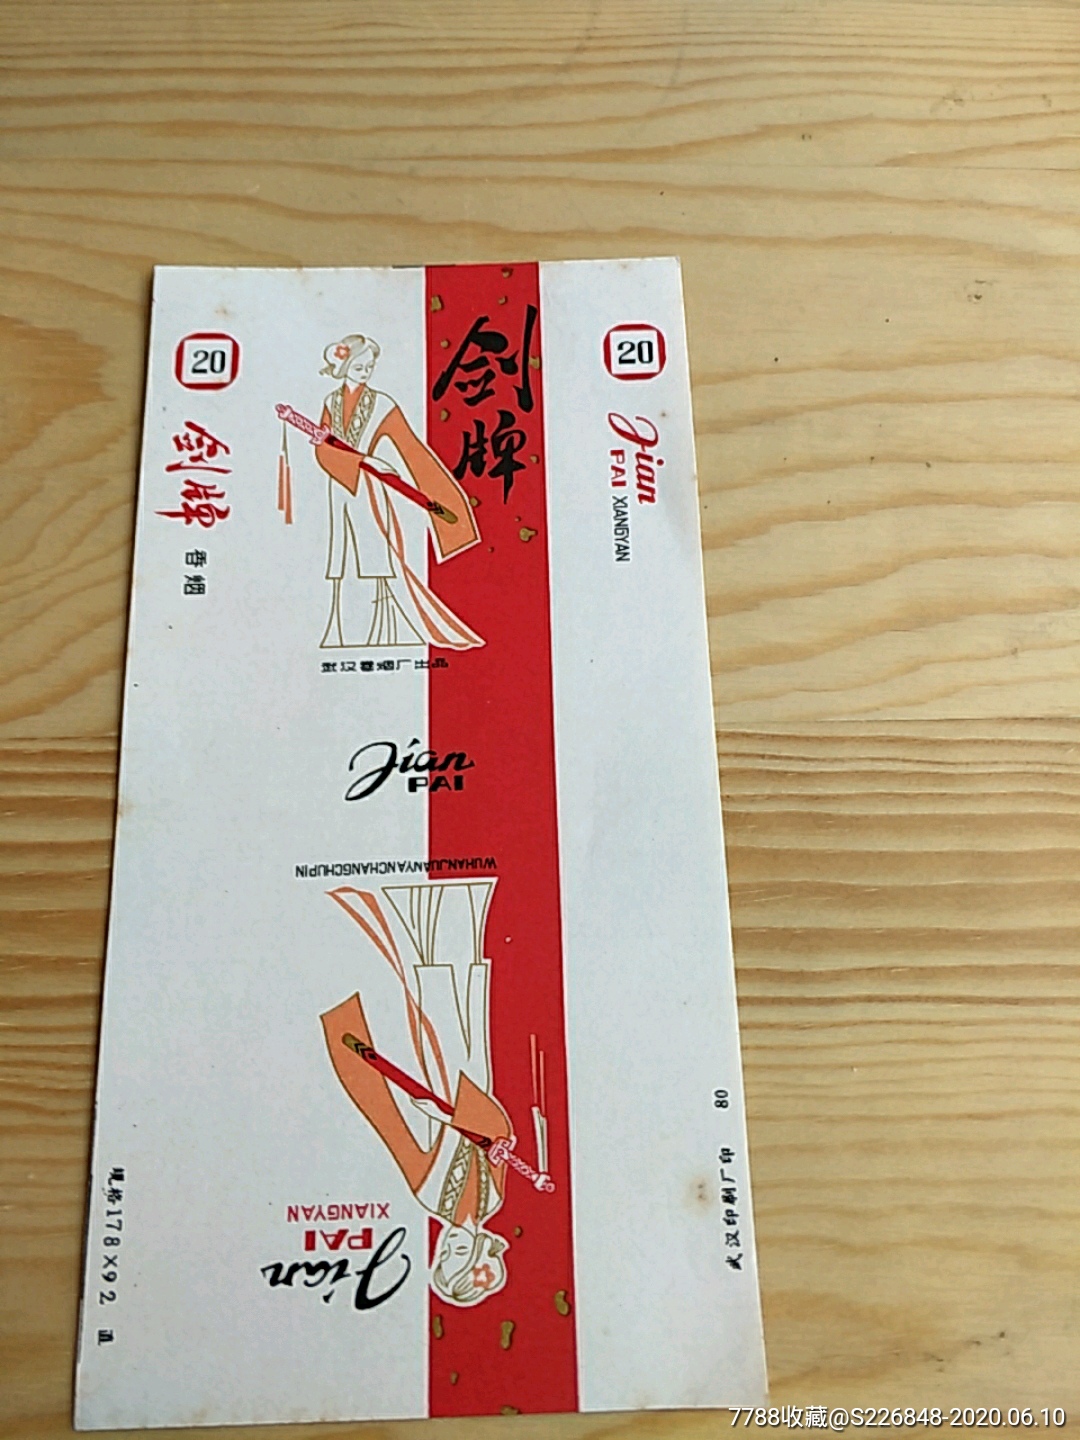 20
剑牌
香烟
剑牌
20
Jian
PAI XIANGYAN
武汉卷烟厂出品
Jian
PAI
WUHANJUANYANCHANGCHUPIN
Jian
PAI
XIANGYAN
规格178×92
80
武汉印刷厂印
7788收藏@S226848-2020.06.10